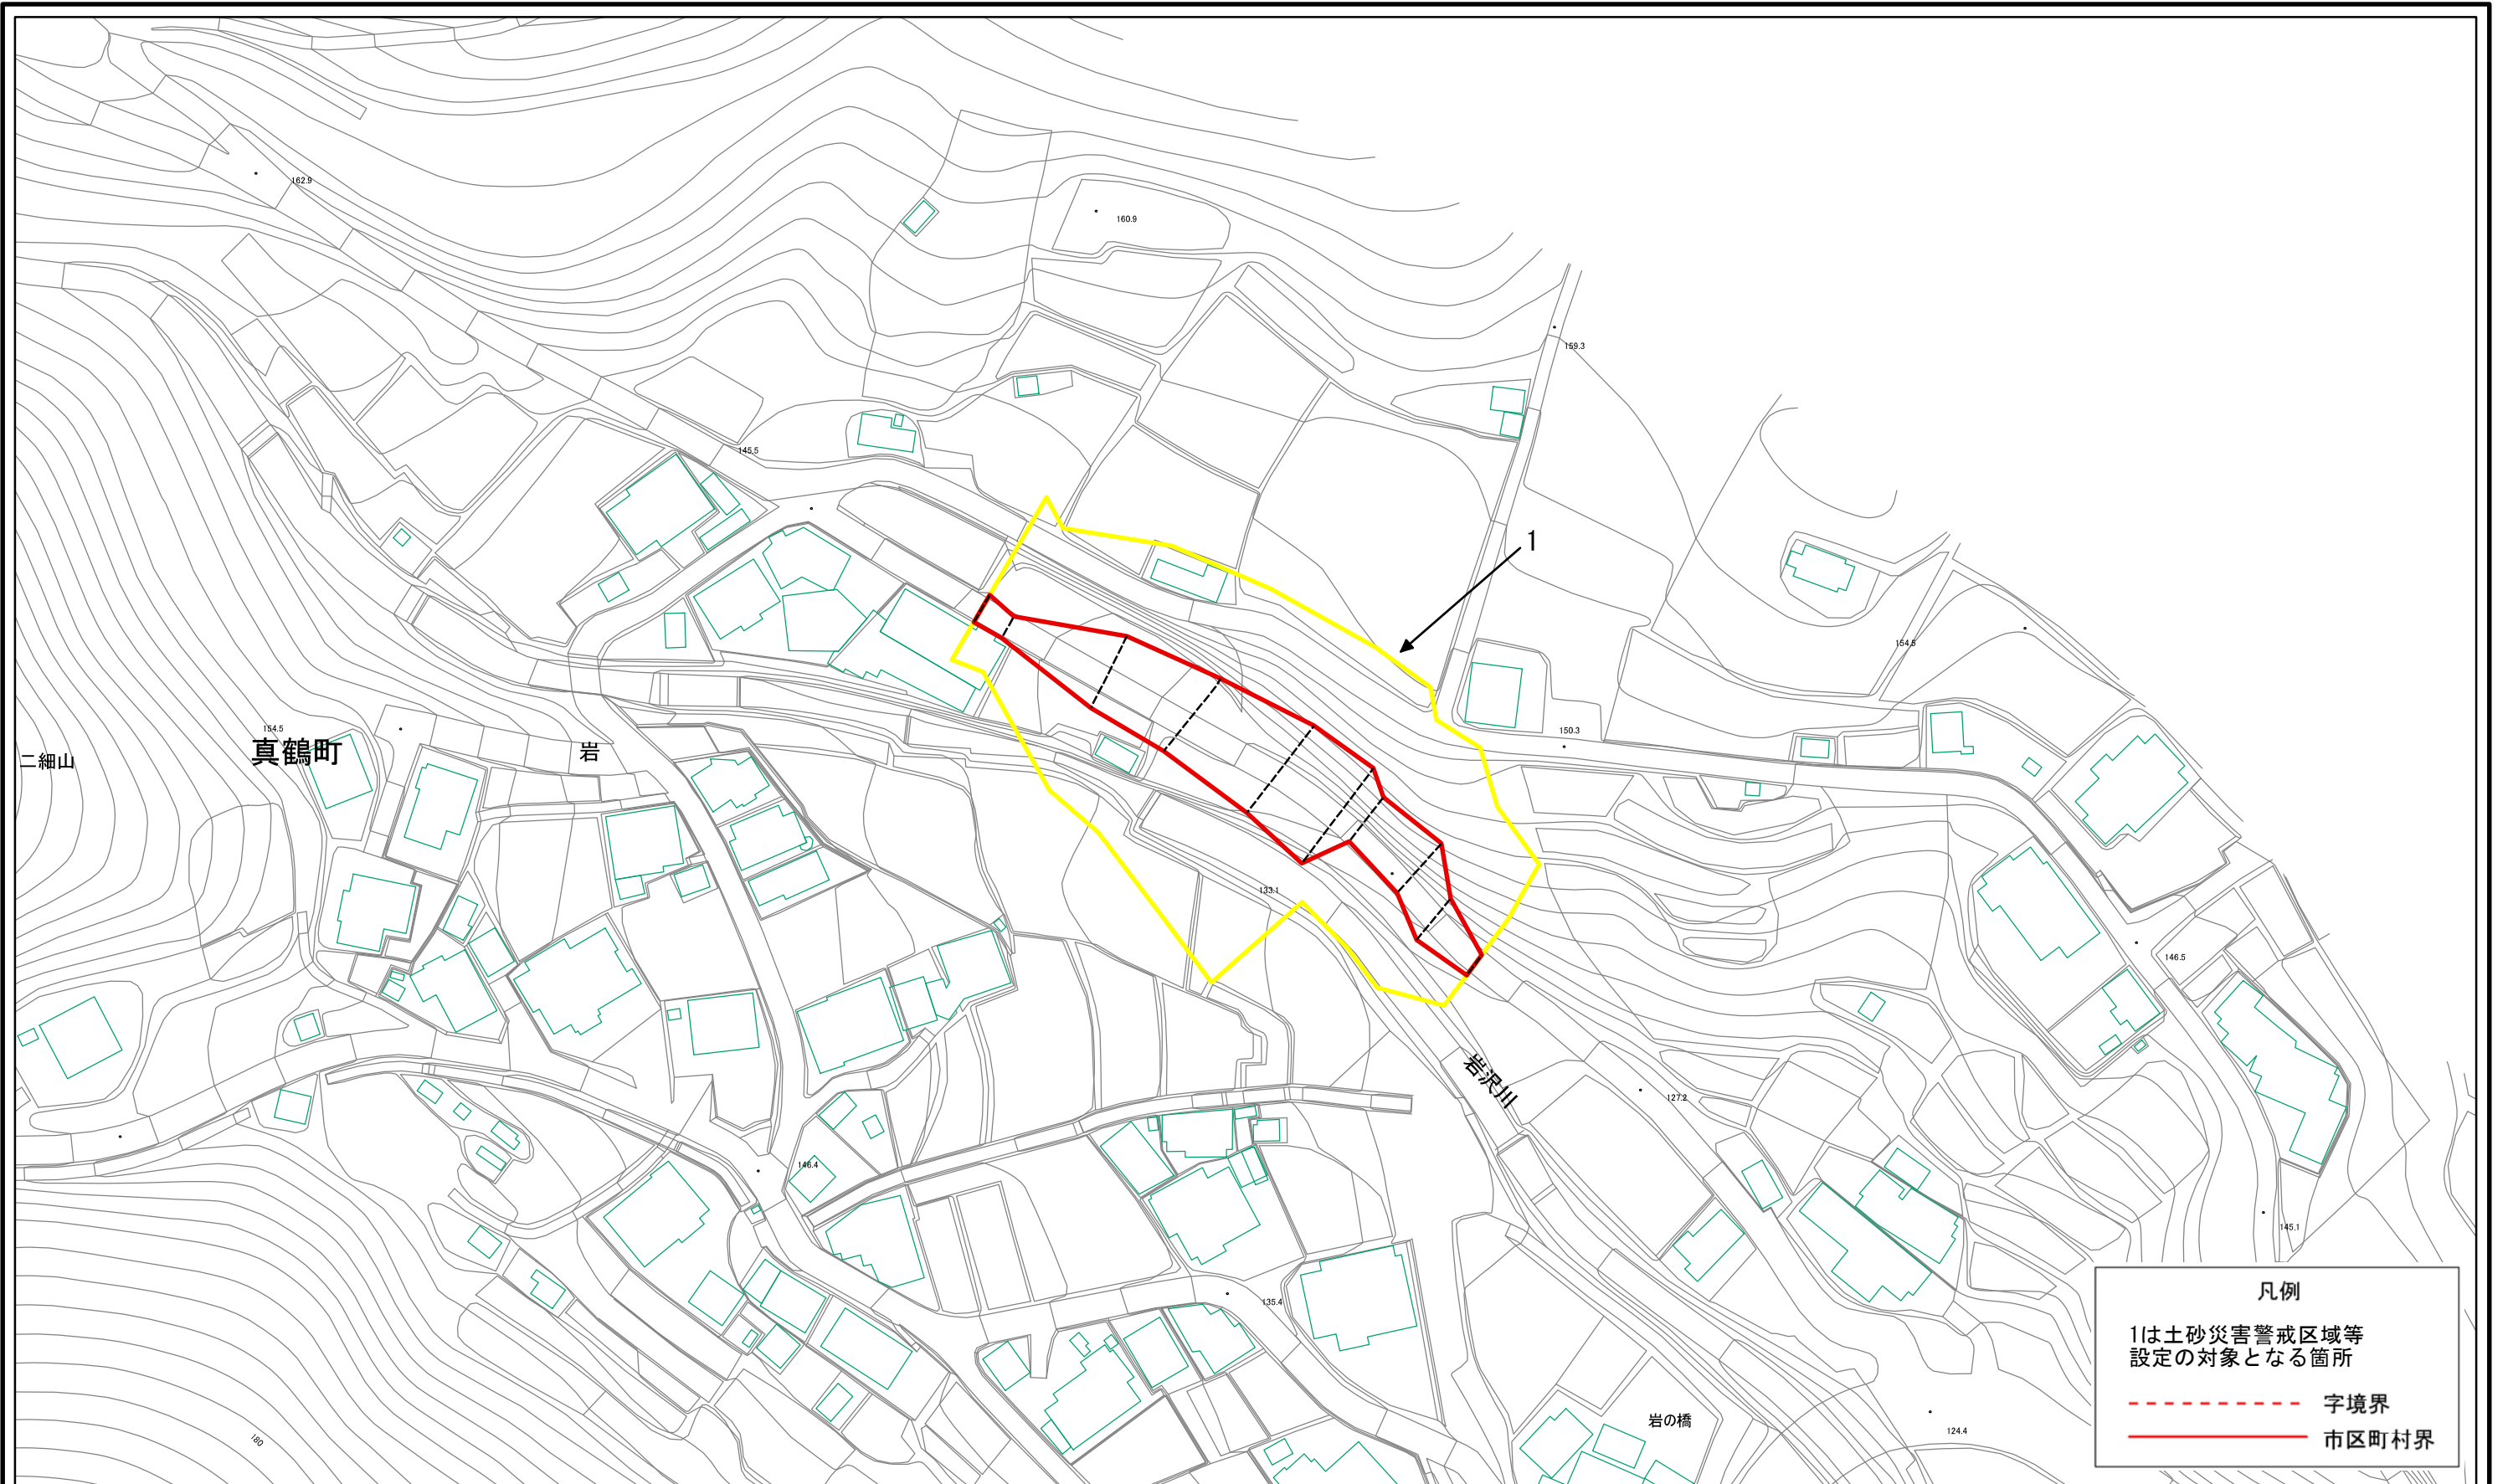 162.9
160.9
159.3
145.5
1
154.5
154.5
150.3
二細山
真鶴町
岩
133.1
146.5
岩沢川
127.2
146.4
145.1
135.4
岩の橋
124.4
180
凡例
1は土砂災害警戒区域等
設定の対象となる箇所
字境界
市区町村界